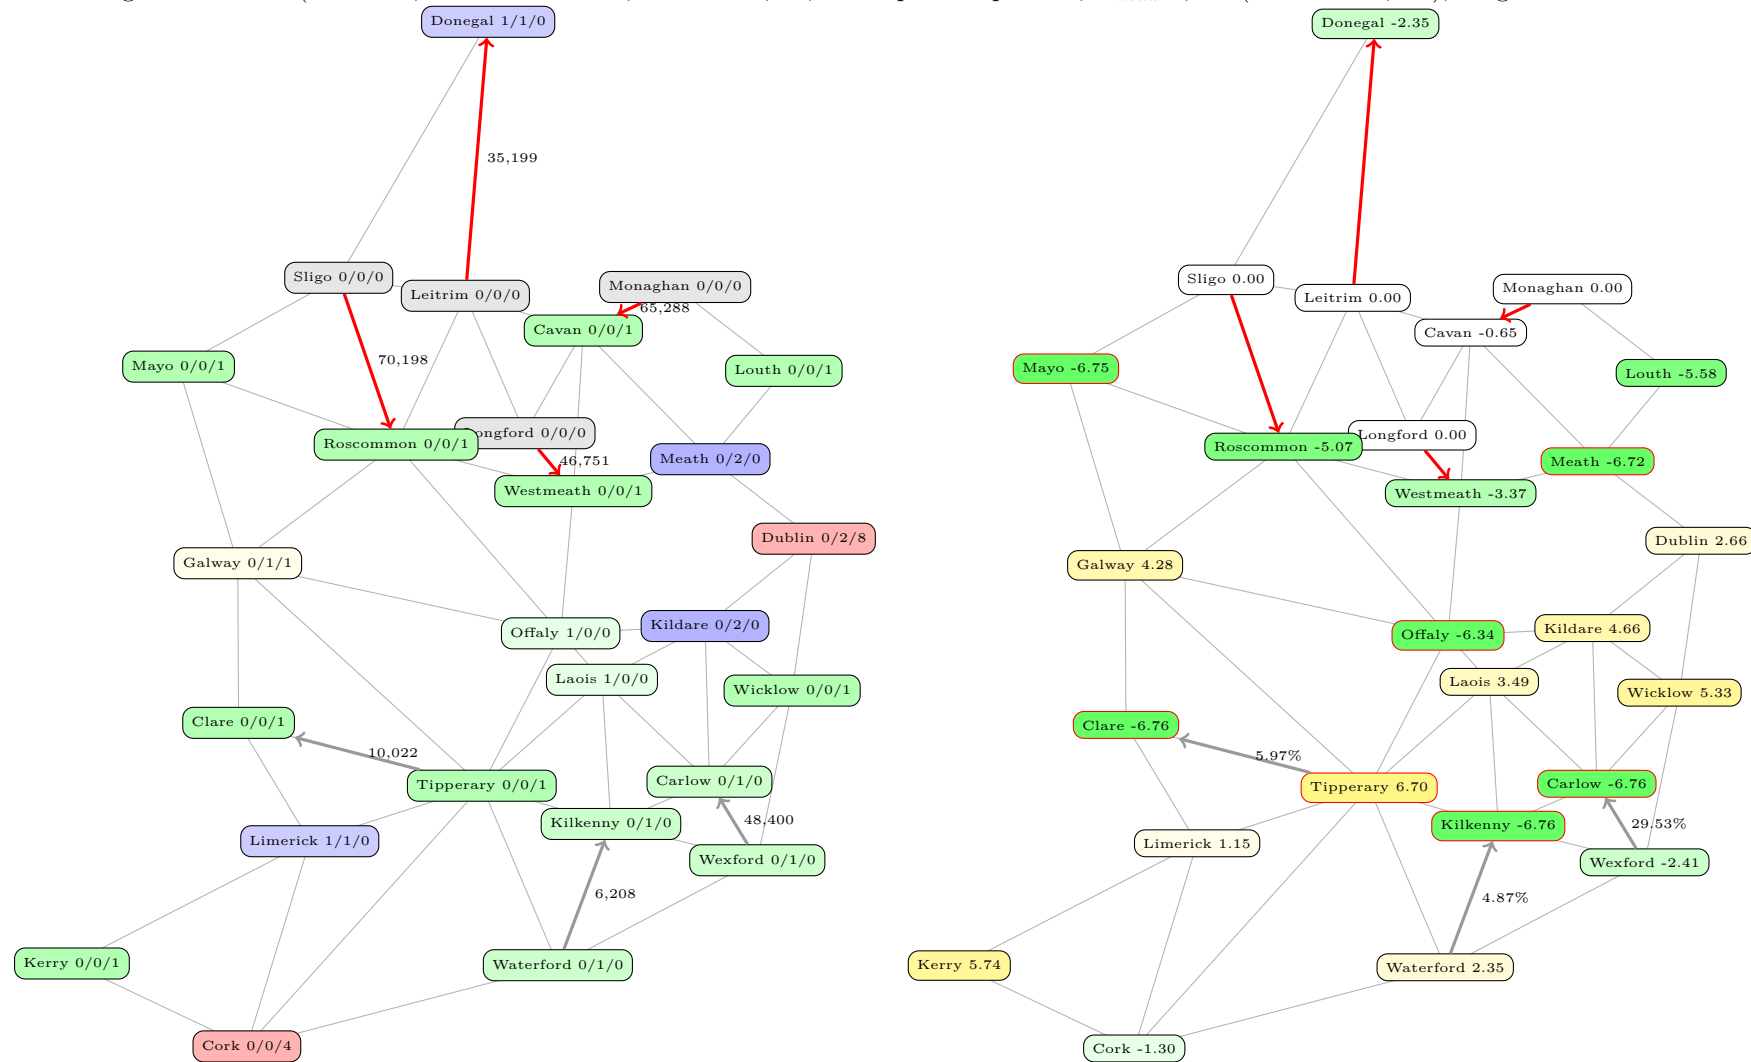 Donegal 1/1/0
35,199
Sligo 0/0/0
Leitrim 0/0/0
Monaghan 0/0/0
65,288
Cavan 0/0/1
Mayo 0/0/1
70,198
Louth 0/0/1
Longford 0/0/0
Roscommon 0/0/1
46,751
Meath 0/2/0
Westmeath 0/0/1
Dublin 0/2/8
Galway 0/1/1
Offaly 1/0/0
Kildare 0/2/0
Laois 1/0/0
Wicklow 0/0/1
Clare 0/0/1
10,022
Tipperary 0/0/1
Carlow 0/1/0
Kilkenny 0/1/0
48,400
Limerick 1/1/0
Wexford 0/1/0
6,208
Kerry 0/0/1
Waterford 0/1/0
Cork 0/0/4
Donegal -2.35
Sligo 0.00
Leitrim 0.00
Monaghan 0.00
Cavan -0.65
Mayo -6.75
Louth -5.58
Longford 0.00
Roscommon -5.07
Meath -6.72
Westmeath -3.37
Dublin 2.66
Galway 4.28
Offaly -6.34
Kildare 4.66
Laois 3.49
Wicklow 5.33
Clare -6.76
5.97%
Tipperary 6.70
Carlow -6.76
Kilkenny -6.76
29.53%
Limerick 1.15
Wexford -2.41
4.87%
Kerry 5.74
Waterford 2.35
Cork -1.30